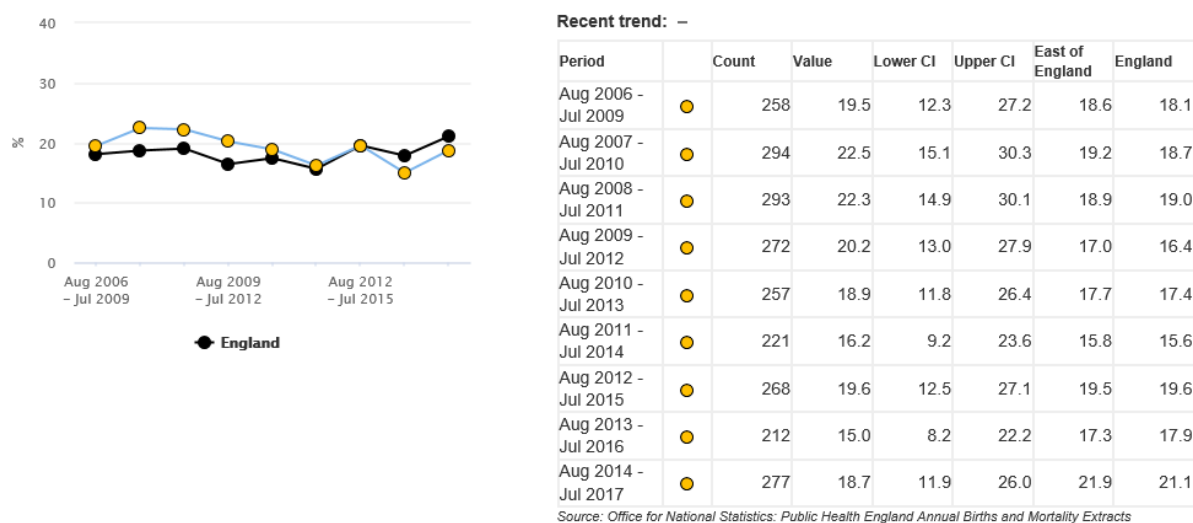 40
30
20
10
0
%
Aug 2006
– Jul 2009
Aug 2009
– Jul 2012
Aug 2012
– Jul 2015
England
Recent trend: –
Period Count Value Lower CI Upper CI East of England England
Aug 2006 -
Jul 2009 258 19.5 12.3 27.2 18.6 18.1
Aug 2007 -
Jul 2010 294 22.5 15.1 30.3 19.2 18.7
Aug 2008 -
Jul 2011 293 22.3 14.9 30.1 18.9 19.0
Aug 2009 -
Jul 2012 272 20.2 13.0 27.9 17.0 16.4
Aug 2010 -
Jul 2013 257 18.9 11.8 26.4 17.7 17.4
Aug 2011 -
Jul 2014 221 16.2 9.2 23.6 15.8 15.6
Aug 2012 -
Jul 2015 268 19.6 12.5 27.1 19.5 19.6
Aug 2013 -
Jul 2016 212 15.0 8.2 22.2 17.3 17.9
Aug 2014 -
Jul 2017 277 18.7 11.9 26.0 21.9 21.1
Source: Office for National Statistics: Public Health England Annual Births and Mortality Extracts